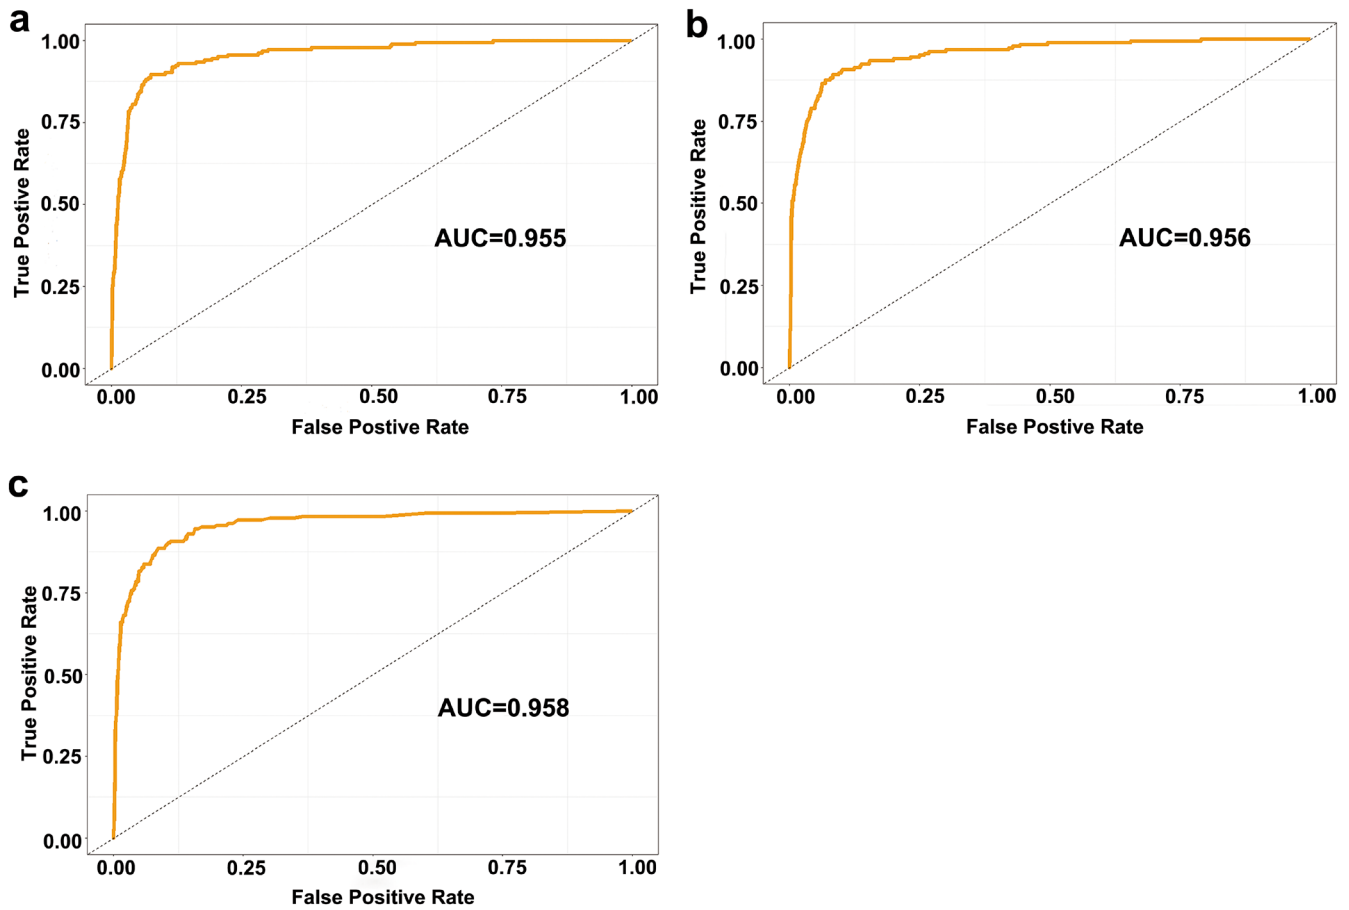 a
1.00
0.75
0.50
0.25
0.00
True Positive Rate
AUC=0.955
0.00 0.25 0.50 0.75 1.00
False Postive Rate
b
1.00
0.75
0.50
0.25
0.00
True Positive Rate
AUC=0.956
0.00 0.25 0.50 0.75 1.00
False Postive Rate
c
1.00
0.75
0.50
0.25
0.00
True Positive Rate
AUC=0.958
0.00 0.25 0.50 0.75 1.00
False Positive Rate